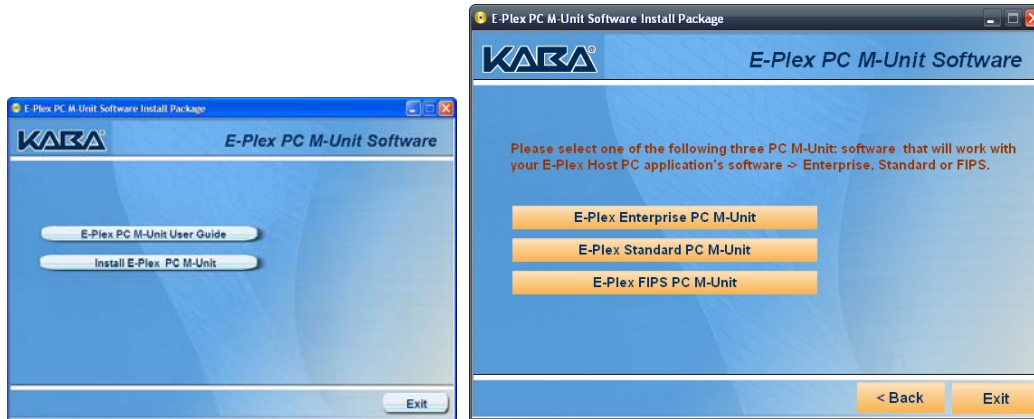 E-Plex PC M-Unit Software Install Package
KABA®
E-Plex PC M-Unit Software
E-Plex PC M-Unit User Guide
Install E-Plex PC M-Unit
Exit
E-Plex PC M-Unit Software Install Package
KABA®
E-Plex PC M-Unit Software
Please select one of the following three PC M-Unit: software that will work with
your E-Plex Host PC application's software -> Enterprise, Standard or FIPS.
E-Plex Enterprise PC M-Unit
E-Plex Standard PC M-Unit
E-Plex FIPS PC M-Unit
< Back
Exit